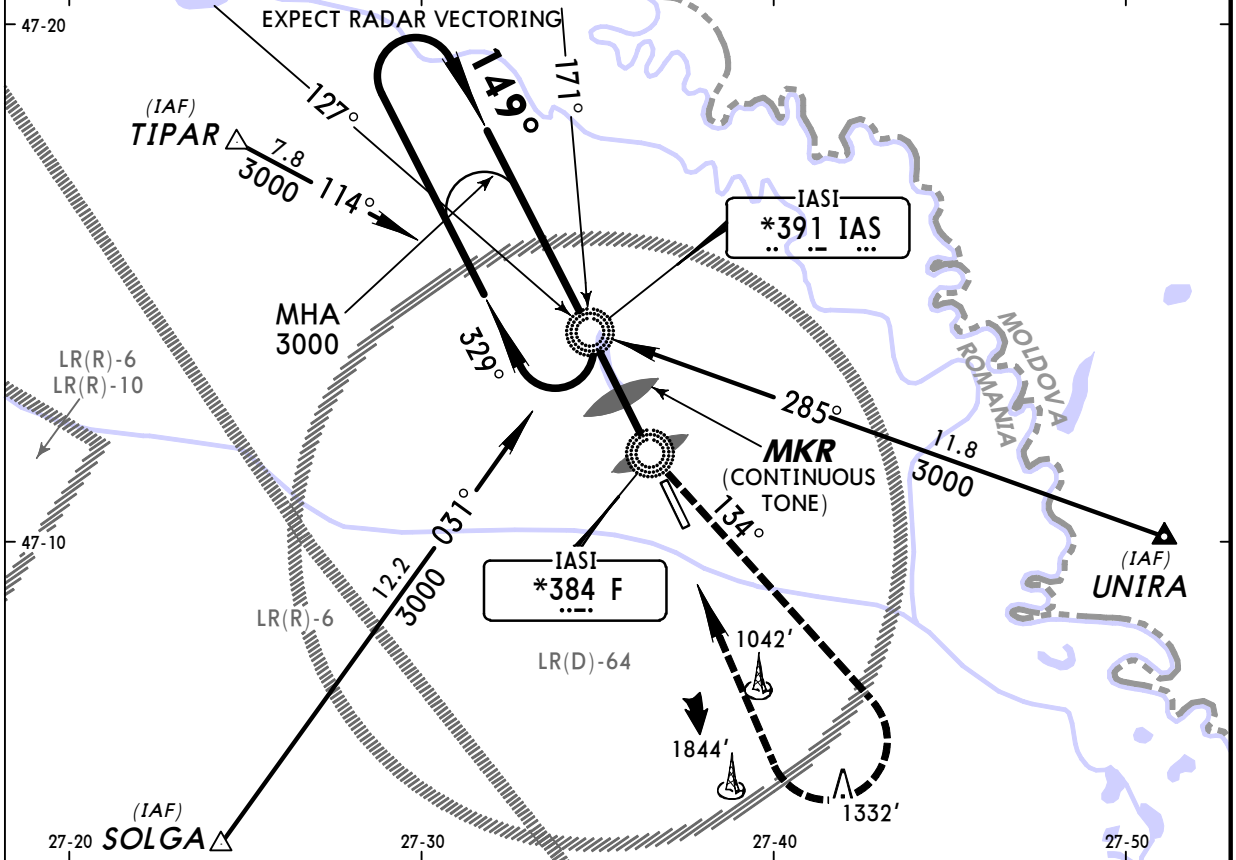 47-20
EXPECT RADAR VECTORING
149°
171°
127°
(IAF)
TIPAR
7.8
3000
114°
IASI
*391 IAS
MHA
3000
329°
MOLDOVA
ROMANIA
LR(R)-6
LR(R)-10
285°
11.8
3000
MKR
(CONTINUOUS
TONE)
134°
031°
12.2
3000
47-10
IASI
*384 F
(IAF)
UNIRA
LR(R)-6
LR(D)-64
1042'
1844'
1332'
(IAF)
SOLGA
27-20
27-30
27-40
27-50